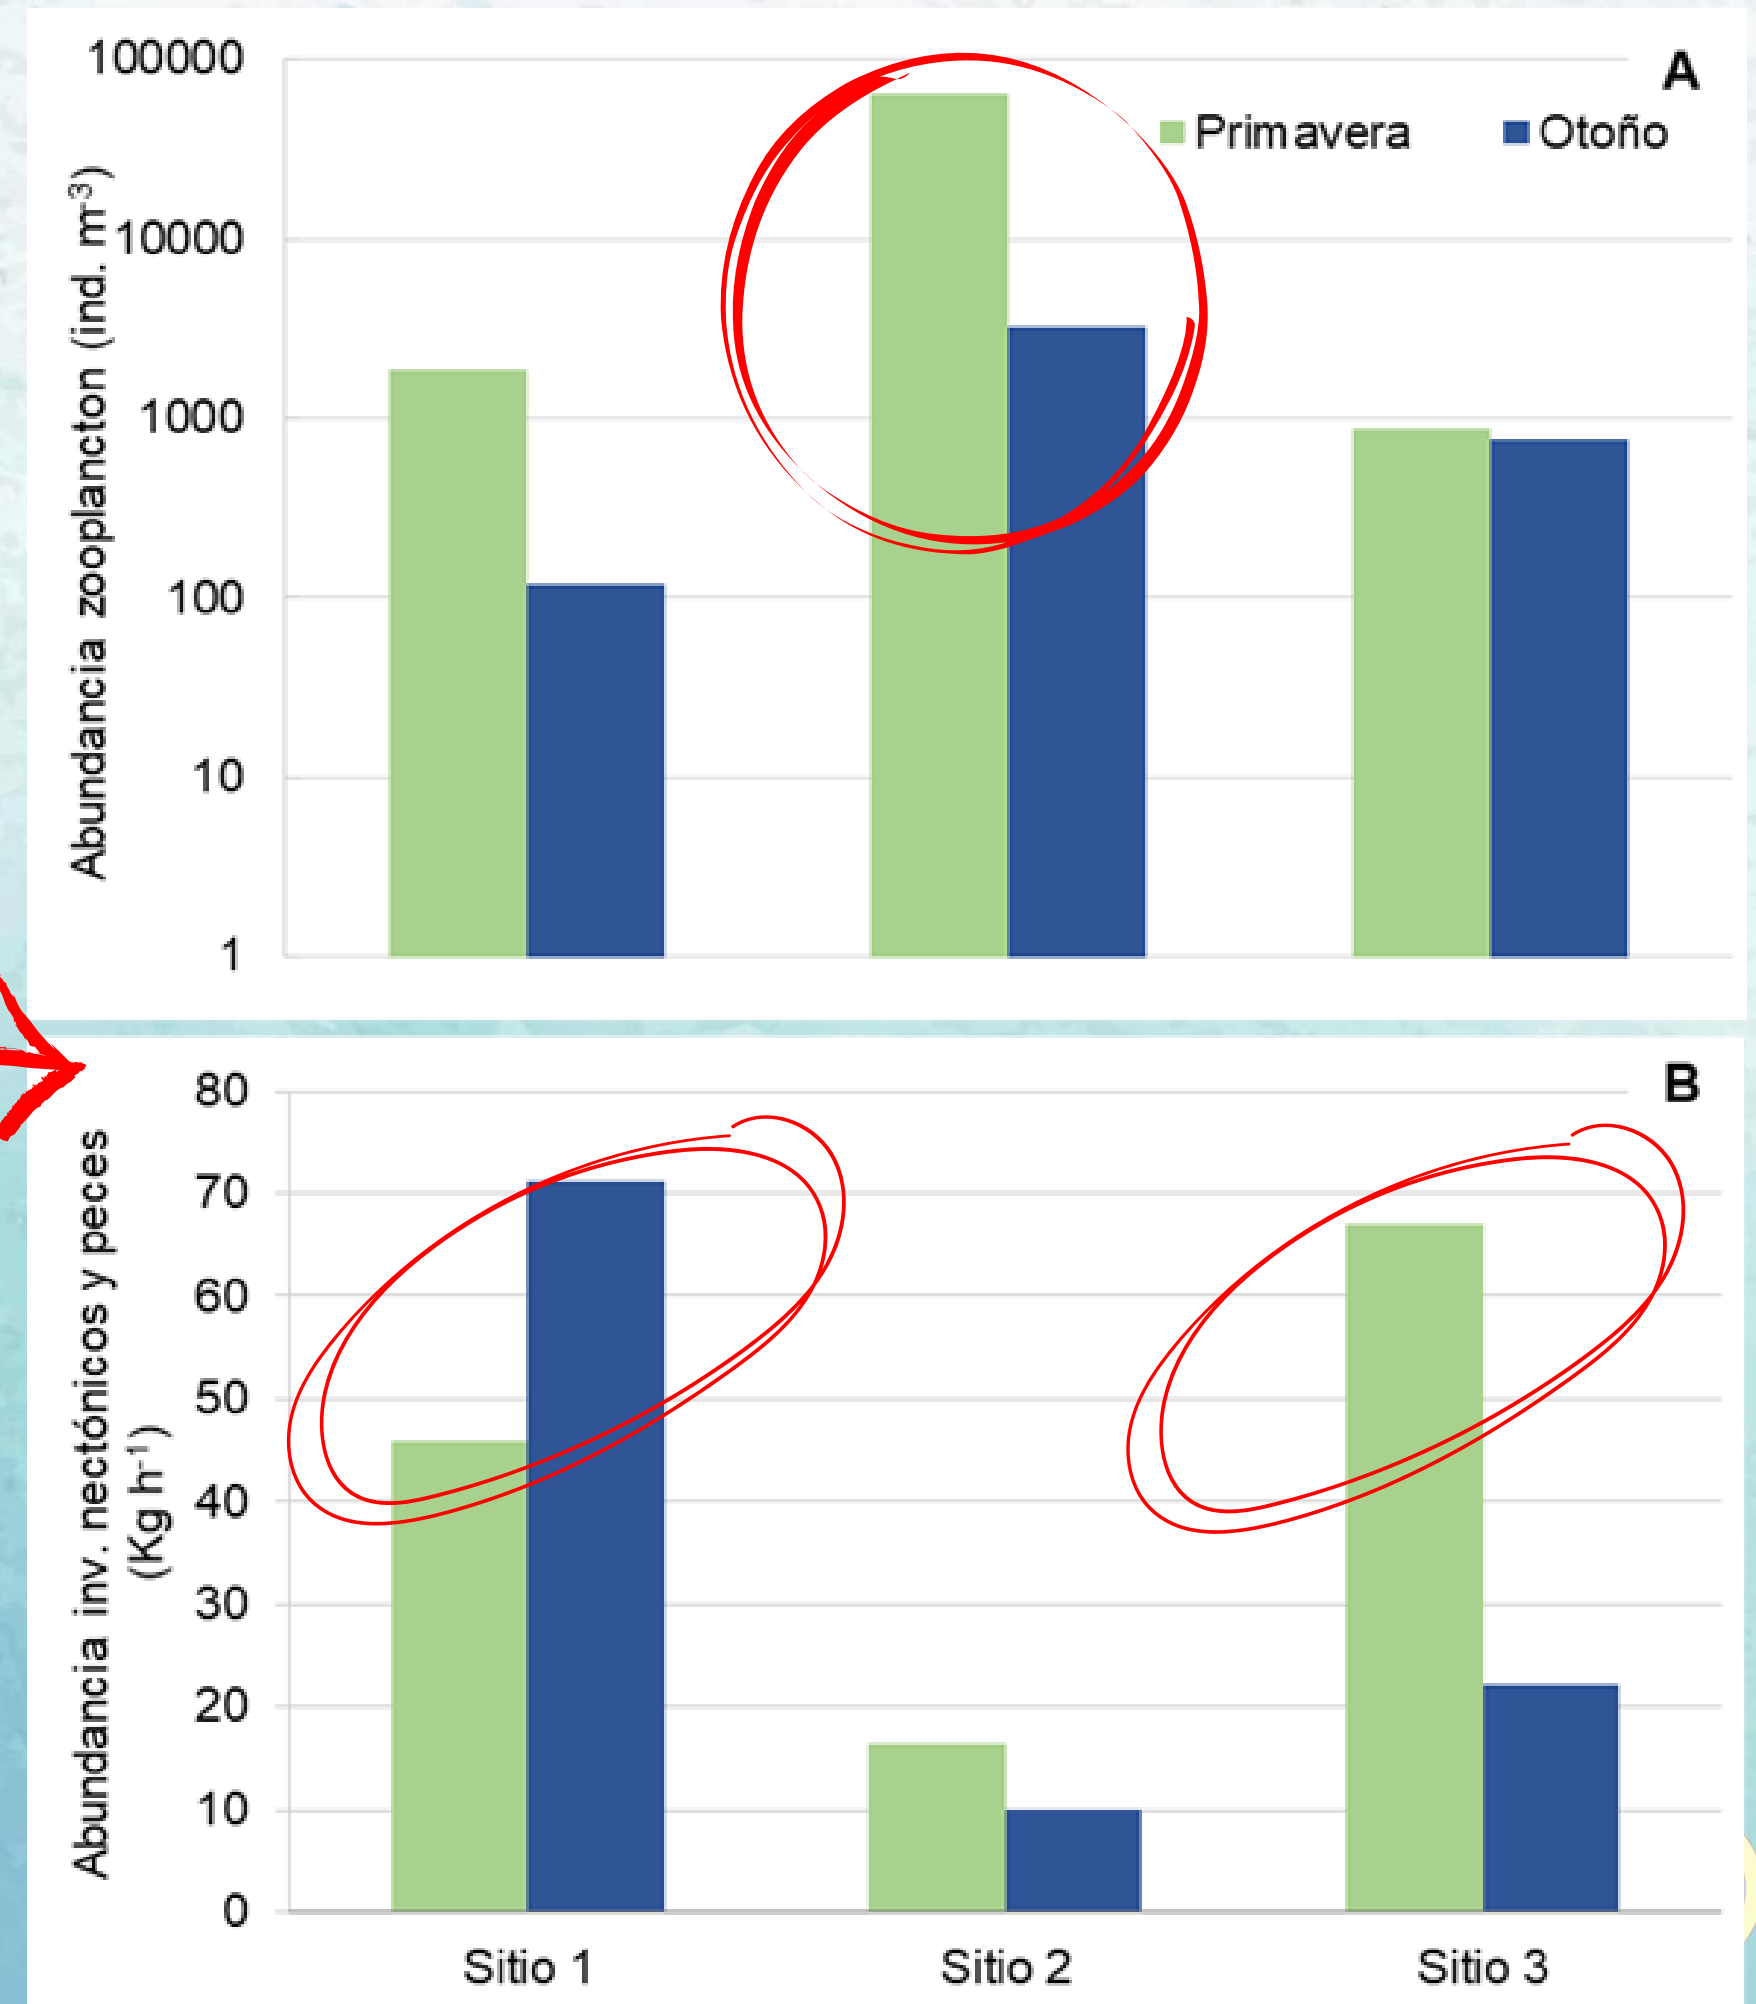 A
Primavera
Otoño
Abundancia zooplancton (ind. m-3)
100000
10000
1000
100
10
1
B
Abundancia inv. nectónicos y peces
(Kg h-1)
80
70
60
50
40
30
20
10
0
Sitio 1
Sitio 2
Sitio 3